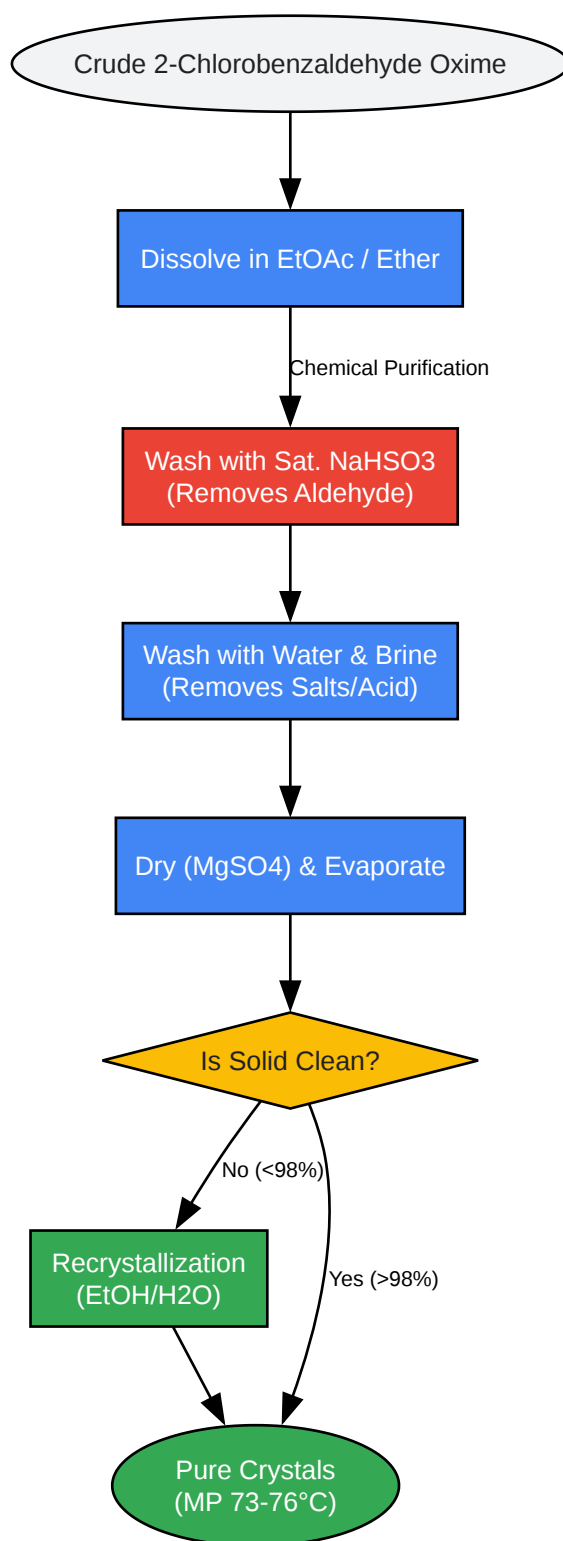 Crude 2-Chlorobenzaldehyde Oxime
Dissolve in EtOAc / Ether
Chemical Purification
Wash with Sat. NaHSO3
(Removes Aldehyde)
Wash with Water & Brine
(Removes Salts/Acid)
Dry (MgSO4) & Evaporate
Is Solid Clean?
No (<98%)
Recrystallization
(EtOH/H2O)
Yes (>98%)
Pure Crystals
(MP 73-76°C)